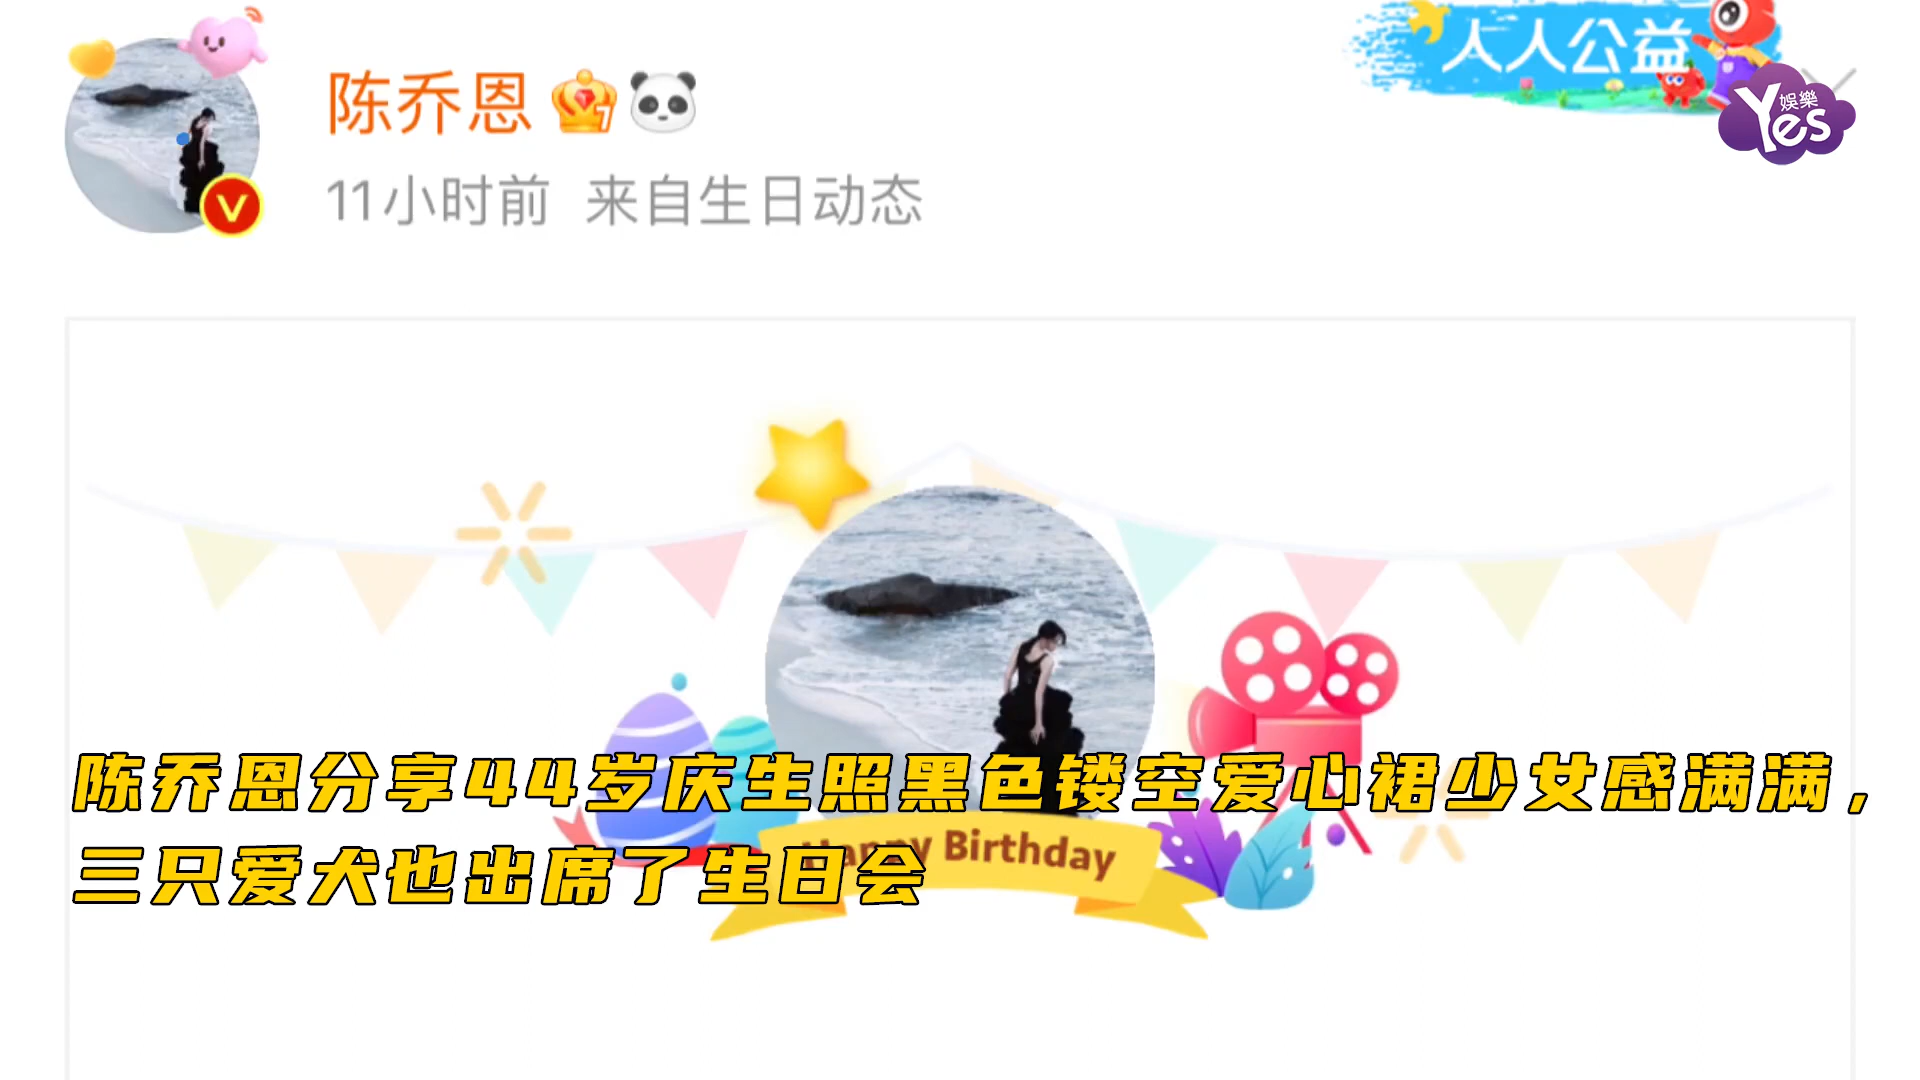 陈乔恩
11小时前 来自生日动态
人人公益
Yes 娱樂
Happy Birthday
陈乔恩分享44岁庆生照黑色镂空爱心裙少女感满满，
三只爱犬也出席了生日会